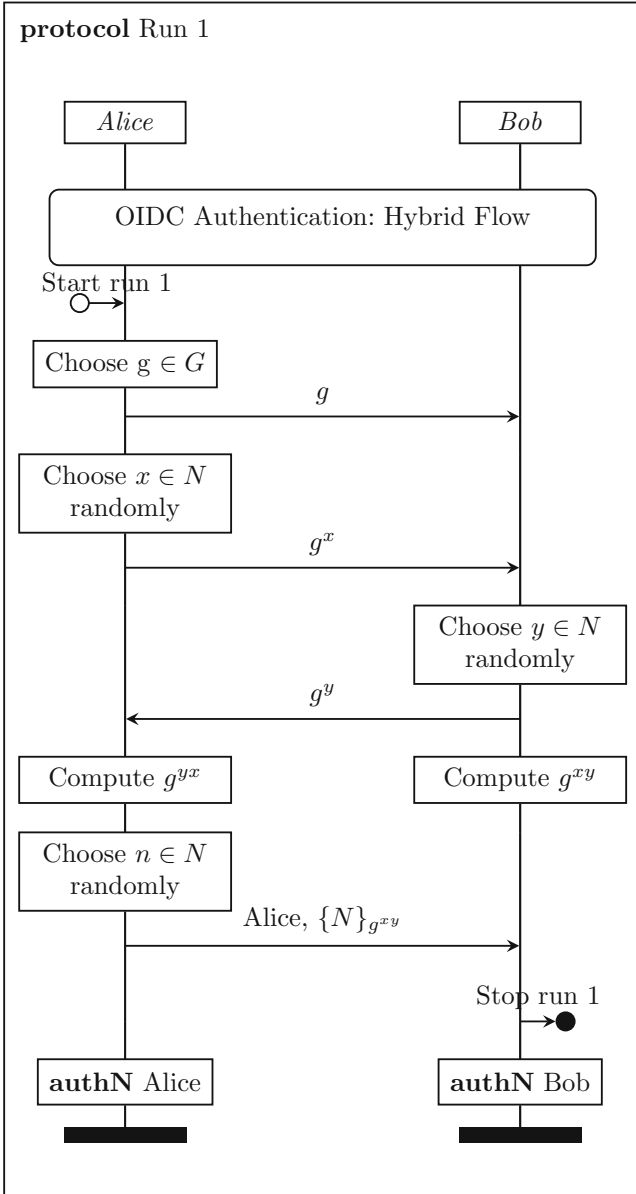 protocol Run 1
Alice
Bob
OIDC Authentication: Hybrid Flow
Start run 1
Choose g ∈ G
g
Choose x ∈ N
randomly
g^x
Choose y ∈ N
randomly
g^y
Compute g^{yx}
Compute g^{xy}
Choose n ∈ N
randomly
Alice, {N}_{g^{xy}}
Stop run 1
authN Alice
authN Bob